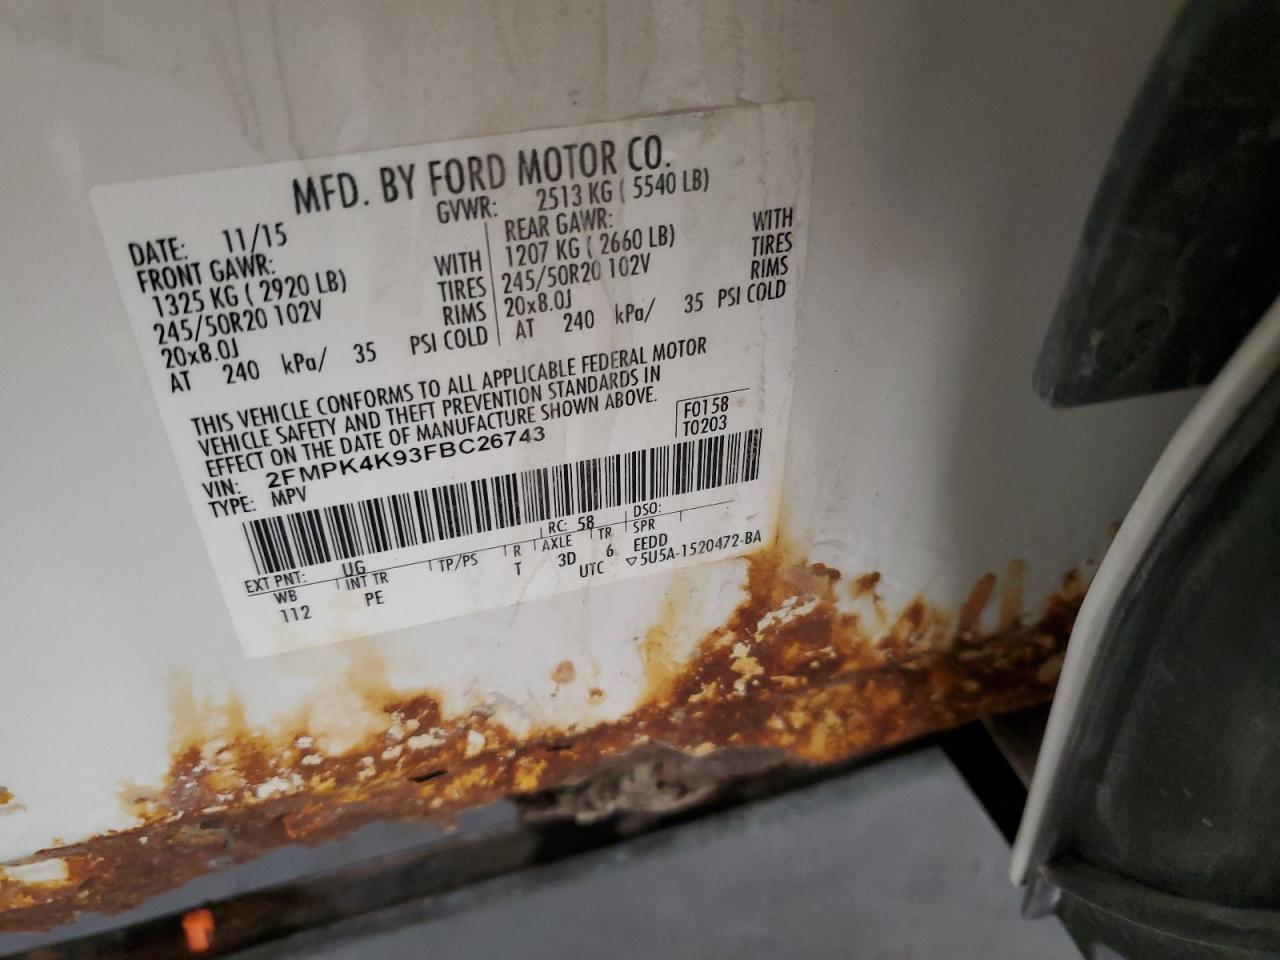 MFD. BY FORD MOTOR CO.
DATE: 11/15 GVWR: 2513 KG ( 5540 LB)
FRONT GAWR: REAR GAWR:
1325 KG ( 2920 LB) WITH 1207 KG ( 2660 LB) WITH
245/50R20 102V TIRES 245/50R20 102V TIRES
20x8.0J RIMS 20x8.0J RIMS
AT 240 kPa/ 35 PSI COLD AT 240 kPa/ 35 PSI COLD
THIS VEHICLE CONFORMS TO ALL APPLICABLE FEDERAL MOTOR
VEHICLE SAFETY AND THEFT PREVENTION STANDARDS IN
EFFECT ON THE DATE OF MANUFACTURE SHOWN ABOVE.
F0158
T0203
VIN: 2FMPK4K93FBC26743
TYPE: MPV
EXT PNT: UG RC: 58 DSO:
WB INT TR TP/PS R AXLE TR SPR
112 PE T 3D 6 EEDD
UTC ▽5U5A-1520472-BA